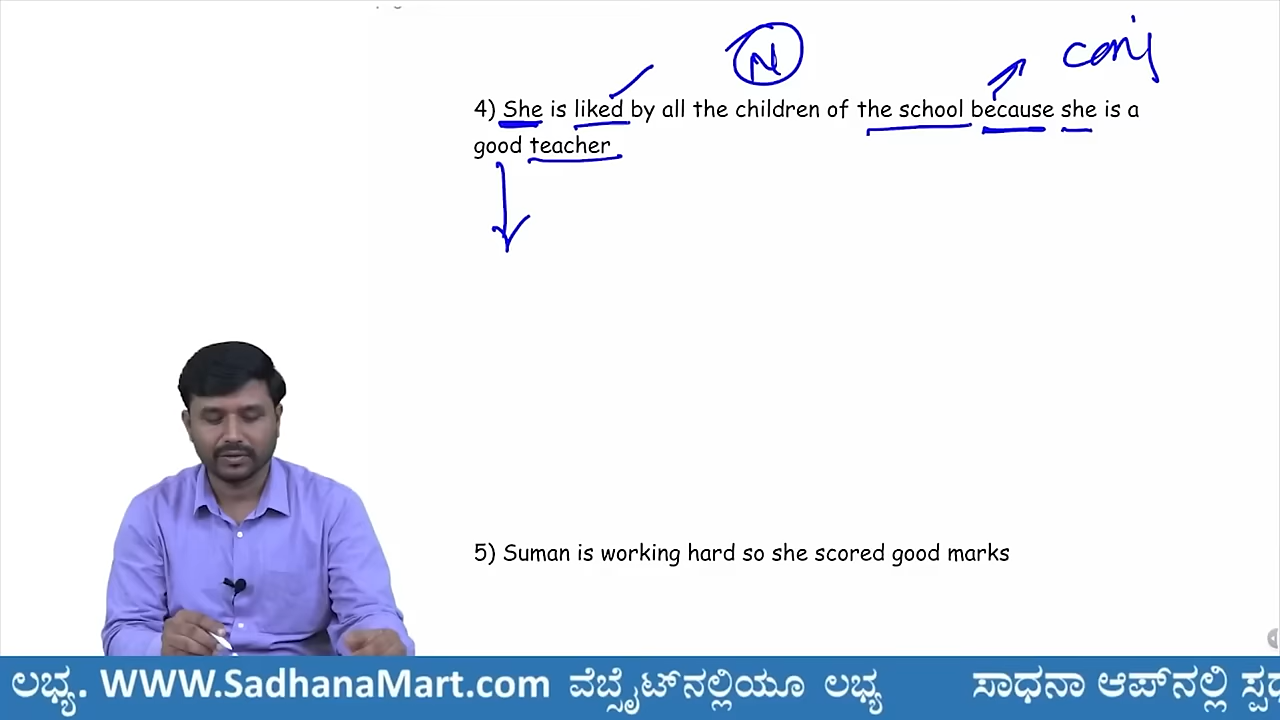 N
conj
4) She is liked by all the children of the school because she is a
good teacher
5) Suman is working hard so she scored good marks
ಲಭ್ಯ. WWW.SadhanaMart.com ವೆಬ್ಸೈಟ್‌ನಲ್ಲಿಯೂ ಲಭ್ಯ ಸಾಧನಾ ಆಪ್‌ನಲ್ಲಿ